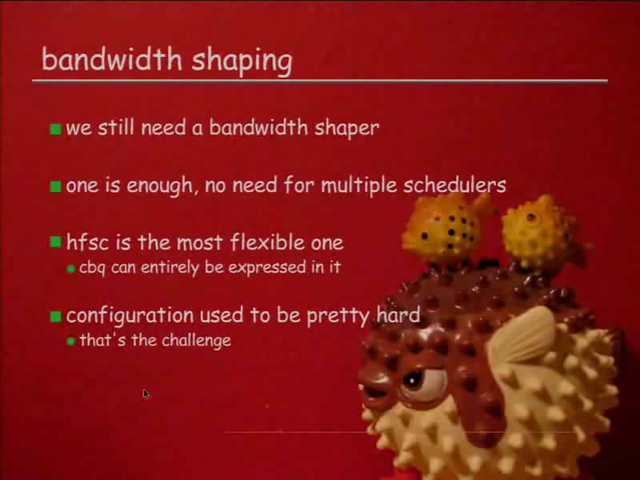 bandwidth shaping
we still need a bandwidth shaper
one is enough, no need for multiple schedulers
hfsc is the most flexible one
cbq can entirely be expressed in it
configuration used to be pretty hard
that's the challenge